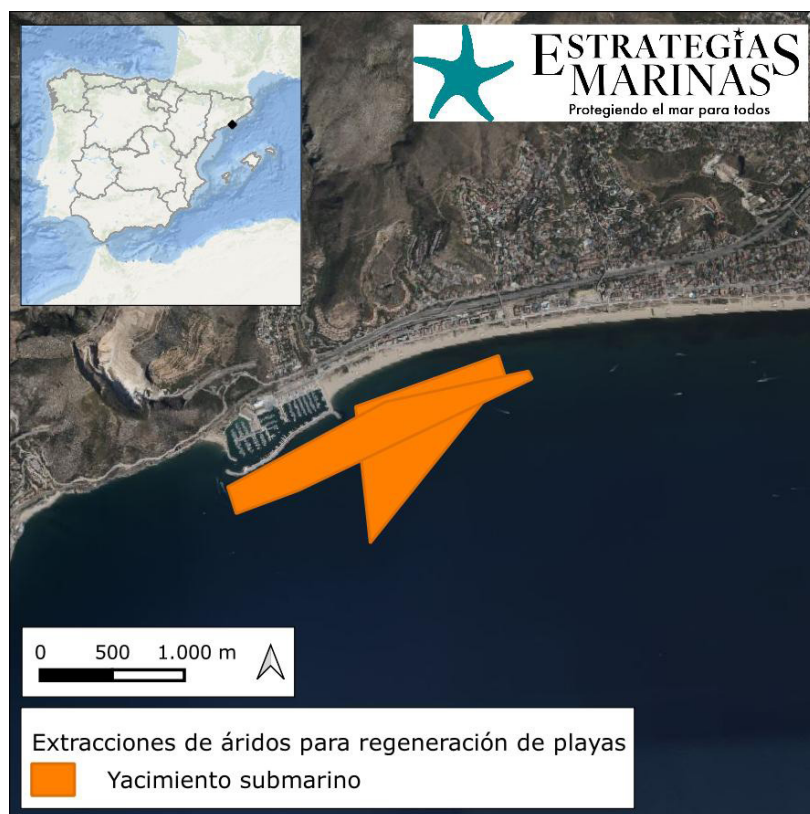 ESTRATEGIAS
MARINAS
Protegiendo el mar para todos
0 500 1.000 m
Extracciones de áridos para regeneración de playas
Yacimiento submarino